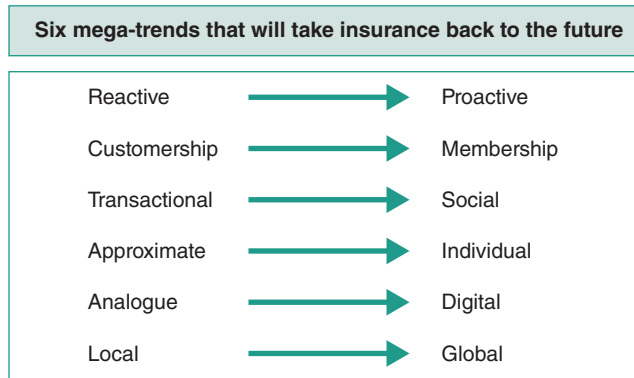 Six mega-trends that will take insurance back to the future
Reactive Proactive
Customership Membership
Transactional Social
Approximate Individual
Analogue Digital
Local Global